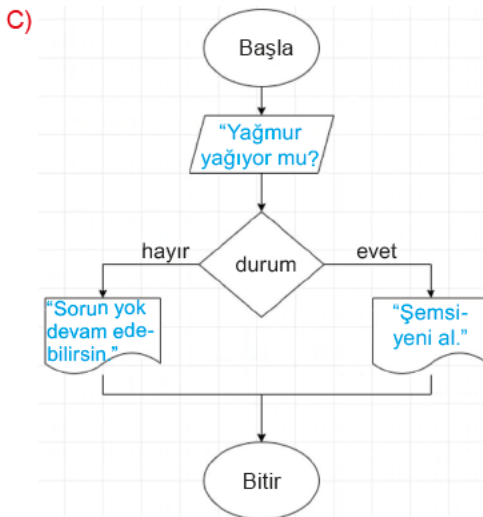 C)
Başla
“Yağmur
yağıyor mu?
hayır
durum
evet
“Sorun yok
devam ede-
bilirsin.”
“Şemsi-
yeni al.”
Bitir